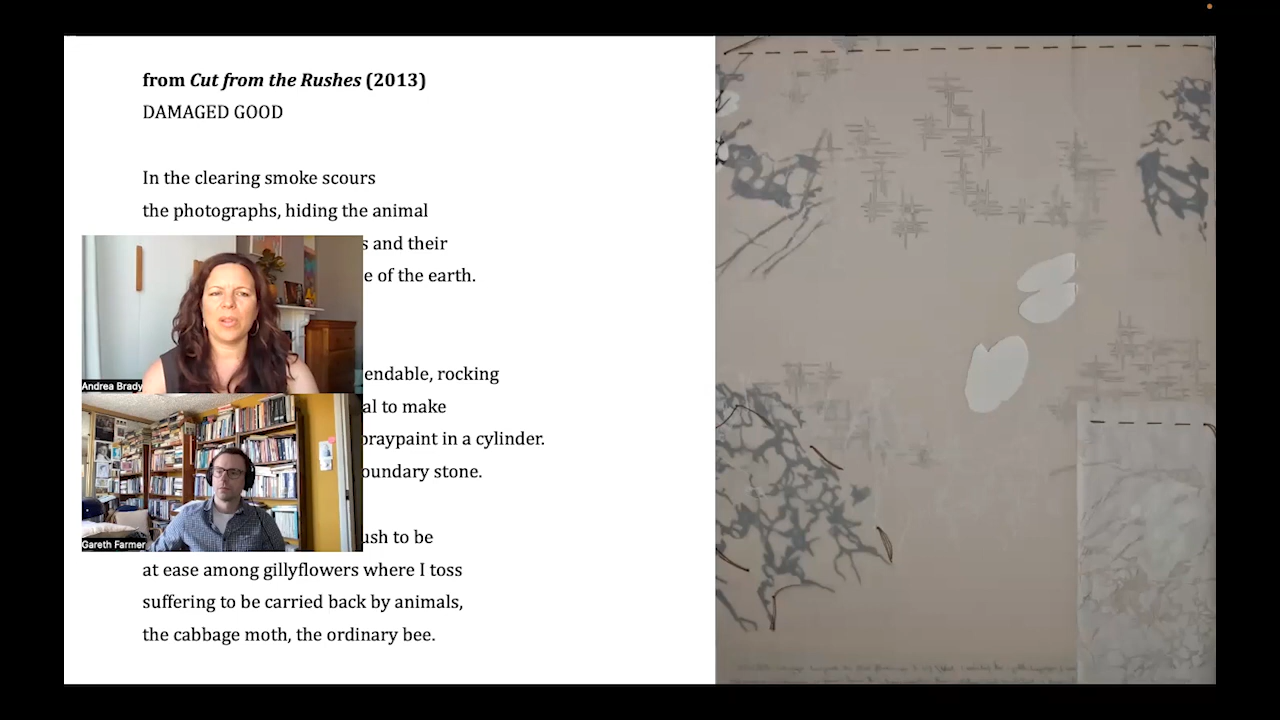 from Cut from the Rushes (2013)
DAMAGED GOOD
In the clearing smoke scours
the photographs, hiding the animal
s and their
e of the earth.
endable, rocking
al to make
praypaint in a cylinder.
oundary stone.
ush to be
at ease among gillyflowers where I toss
suffering to be carried back by animals,
the cabbage moth, the ordinary bee.
Andrea Brady
Gareth Farmer